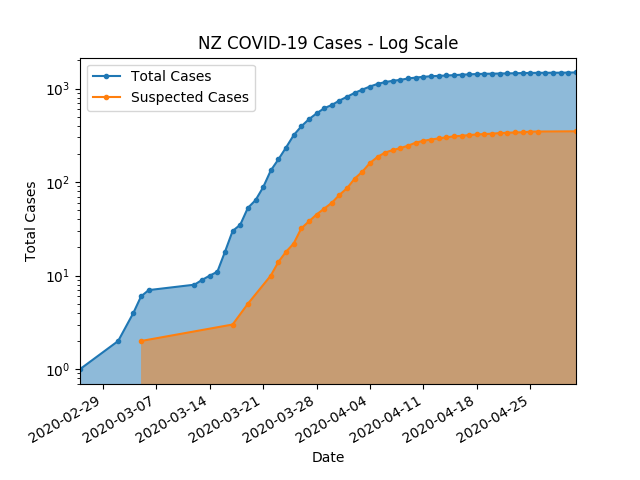 NZ COVID-19 Cases - Log Scale
Total Cases
Suspected Cases
Total Cases
10³
10²
10¹
10⁰
2020-02-29
2020-03-07
2020-03-14
2020-03-21
2020-03-28
2020-04-04
2020-04-11
2020-04-18
2020-04-25
Date